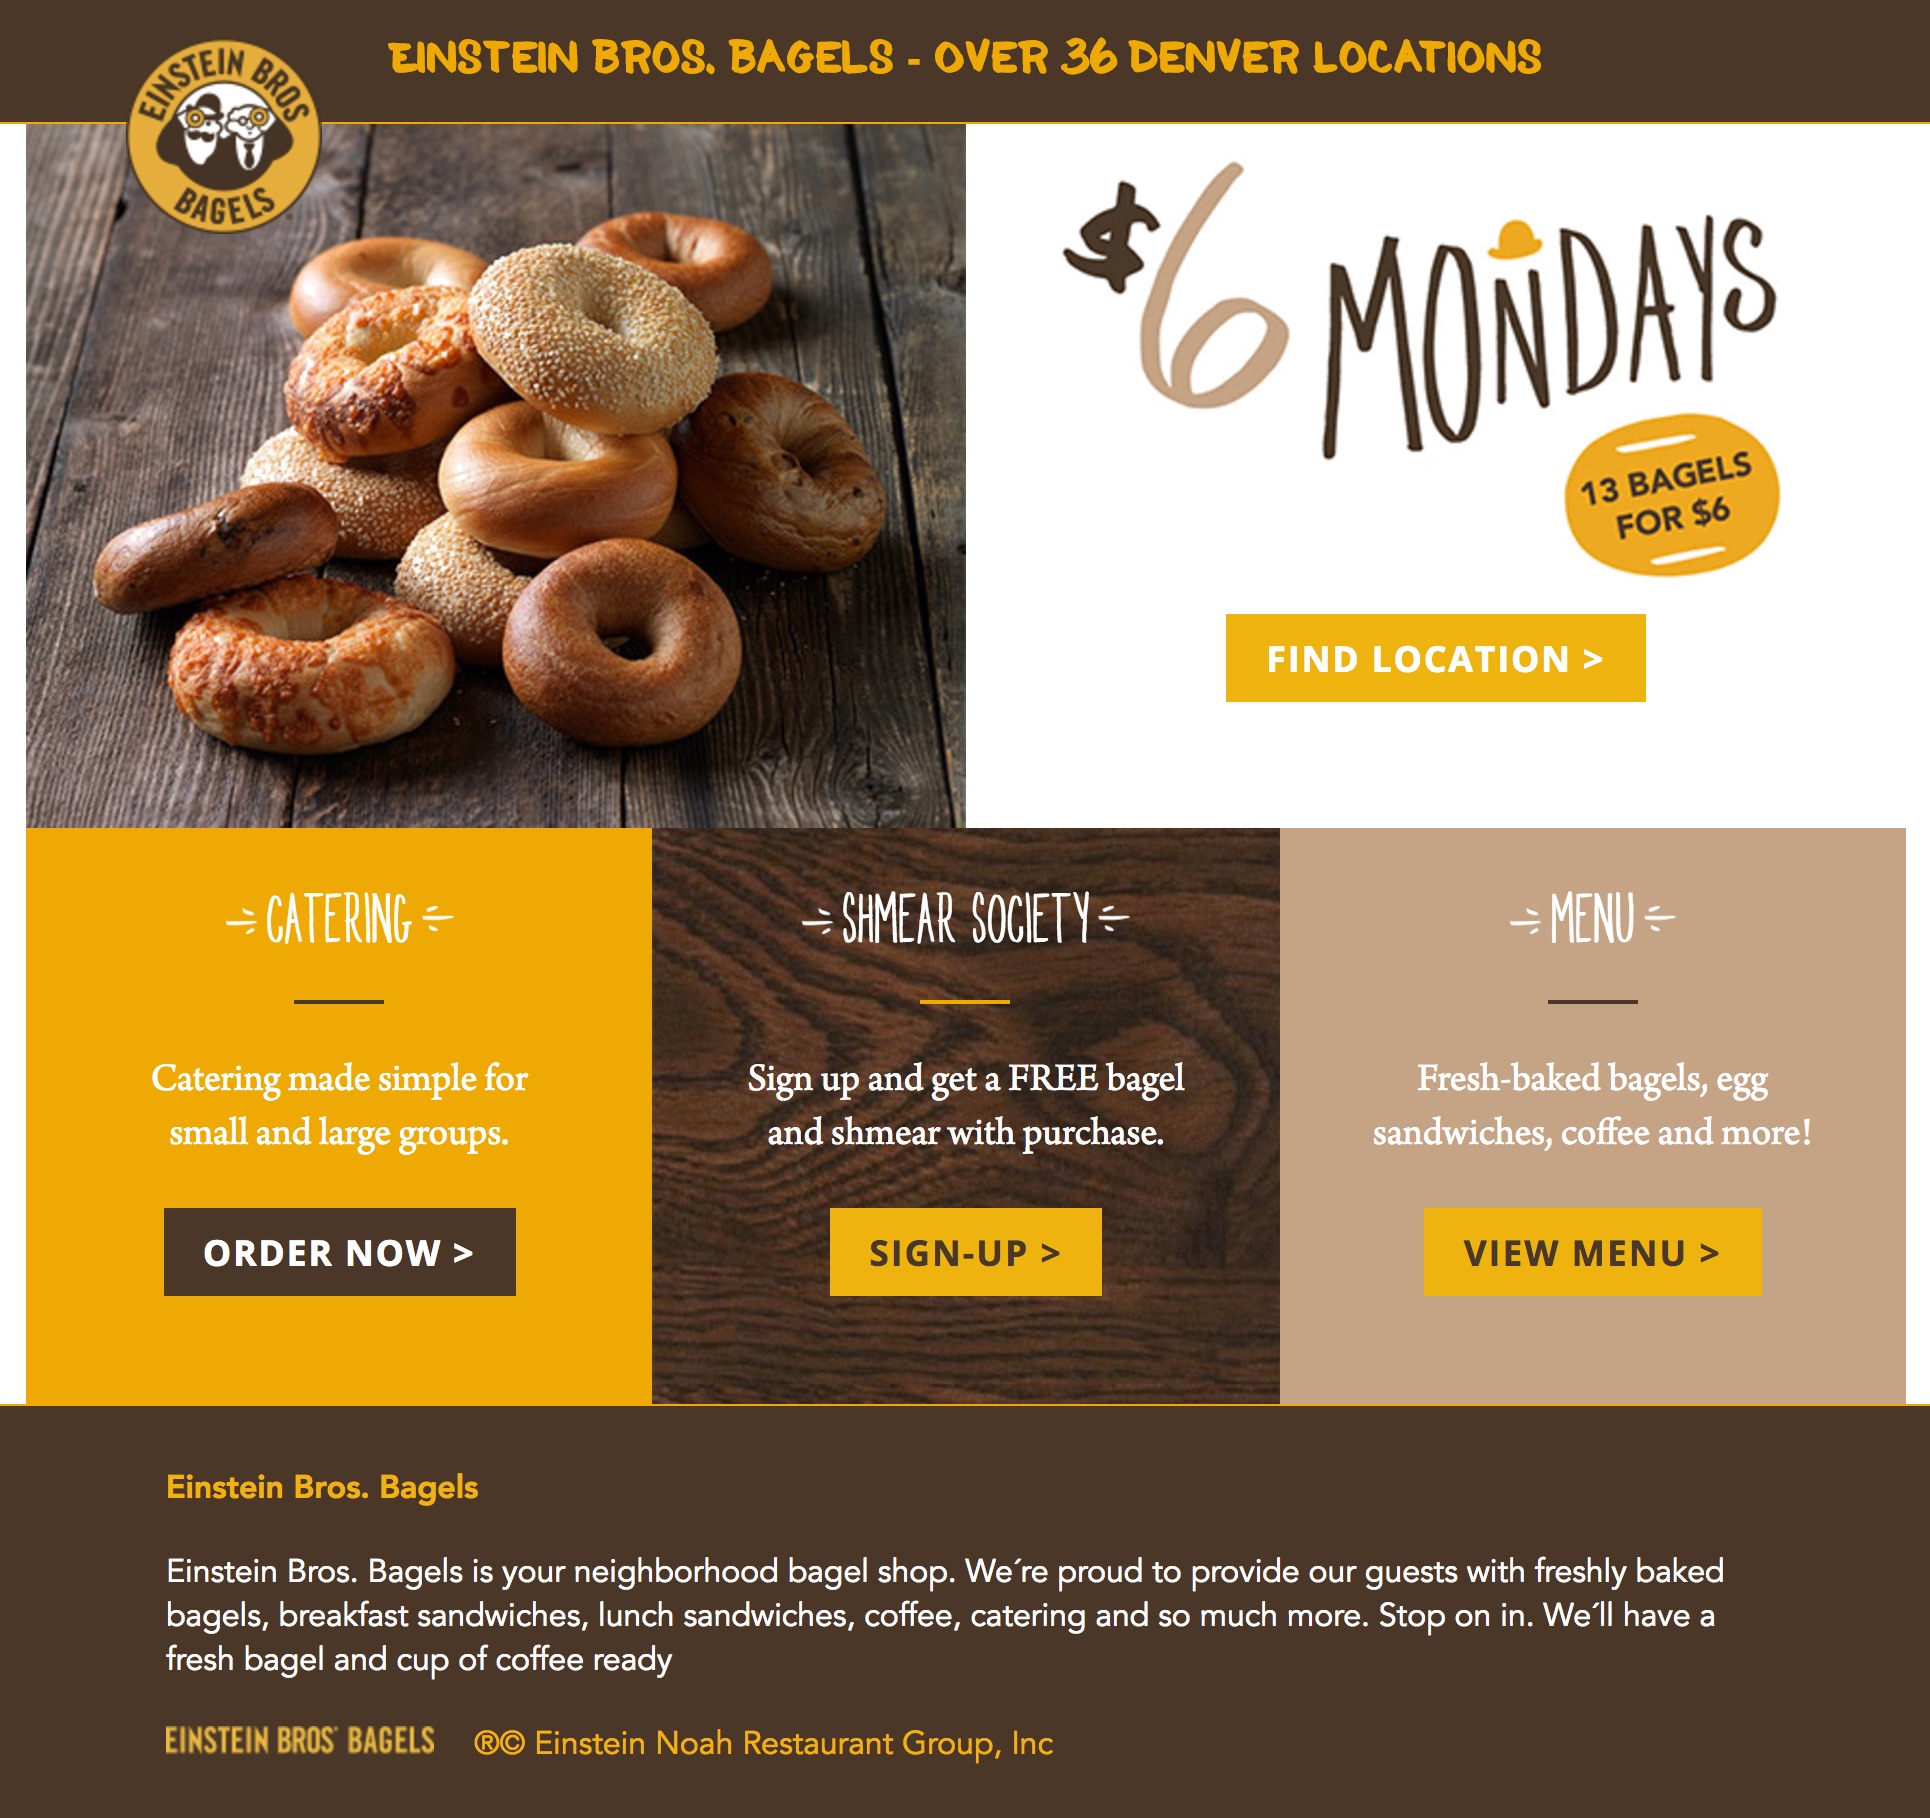 EINSTEIN BROS. BAGELS - OVER 36 DENVER LOCATIONS
EINSTEIN BROS
BAGELS
$6 MONDAYS
13 BAGELS
FOR $6
FIND LOCATION >
CATERING
Catering made simple for
small and large groups.
ORDER NOW >
SHMEAR SOCIETY
Sign up and get a FREE bagel
and shmear with purchase.
SIGN-UP >
MENU
Fresh-baked bagels, egg
sandwiches, coffee and more!
VIEW MENU >
Einstein Bros. Bagels
Einstein Bros. Bagels is your neighborhood bagel shop. We´re proud to provide our guests with freshly baked
bagels, breakfast sandwiches, lunch sandwiches, coffee, catering and so much more. Stop on in. We´ll have a
fresh bagel and cup of coffee ready
EINSTEIN BROS® BAGELS ®© Einstein Noah Restaurant Group, Inc